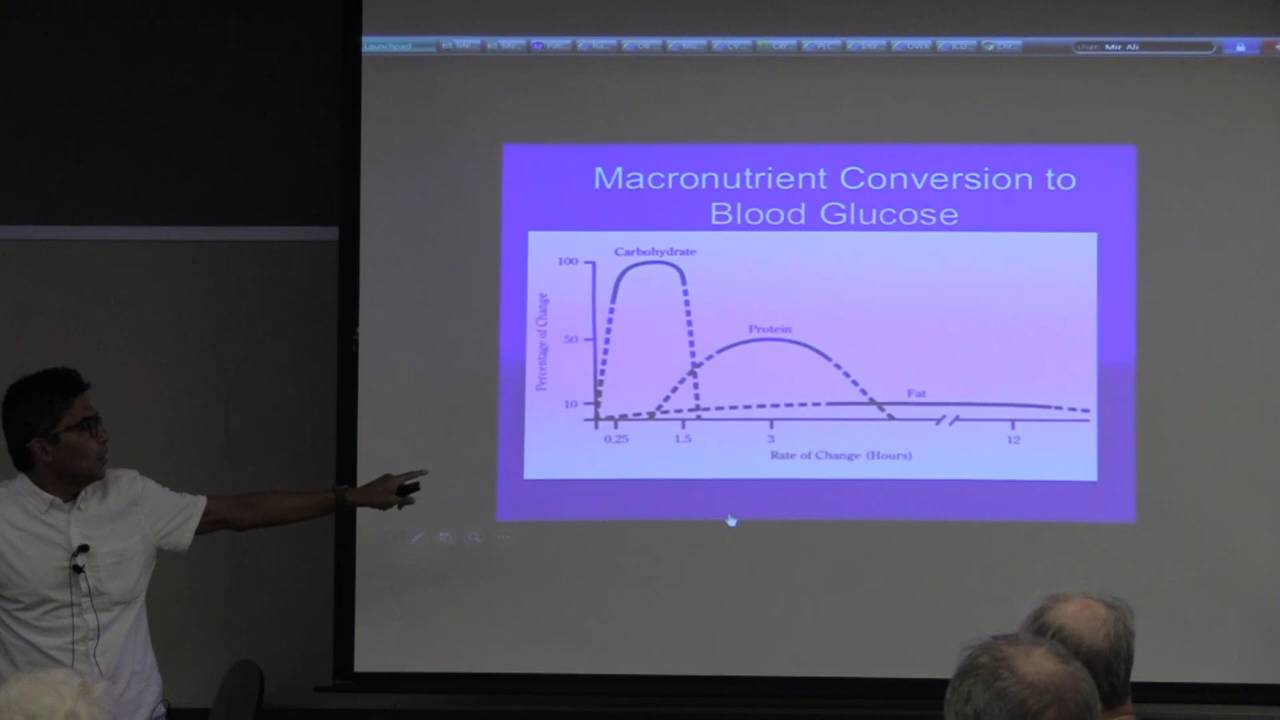 Launchpad
User: Mir Ali
Macronutrient Conversion to
Blood Glucose
Carbohydrate
100
Protein
50
Fat
10
Percentage of Change
0.25 1.5 3 12
Rate of Change (Hours)